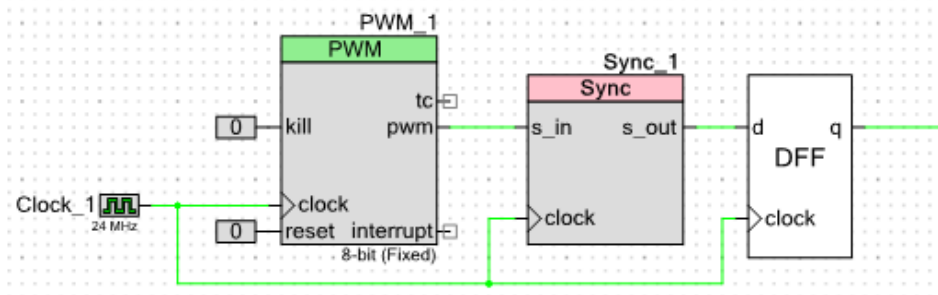 PWM_1
PWM
Sync_1
Sync
tc
0 kill pwm s_in s_out d q
DFF
Clock_1 clock clock clock
24 MHz
0 reset interrupt
8-bit (Fixed)